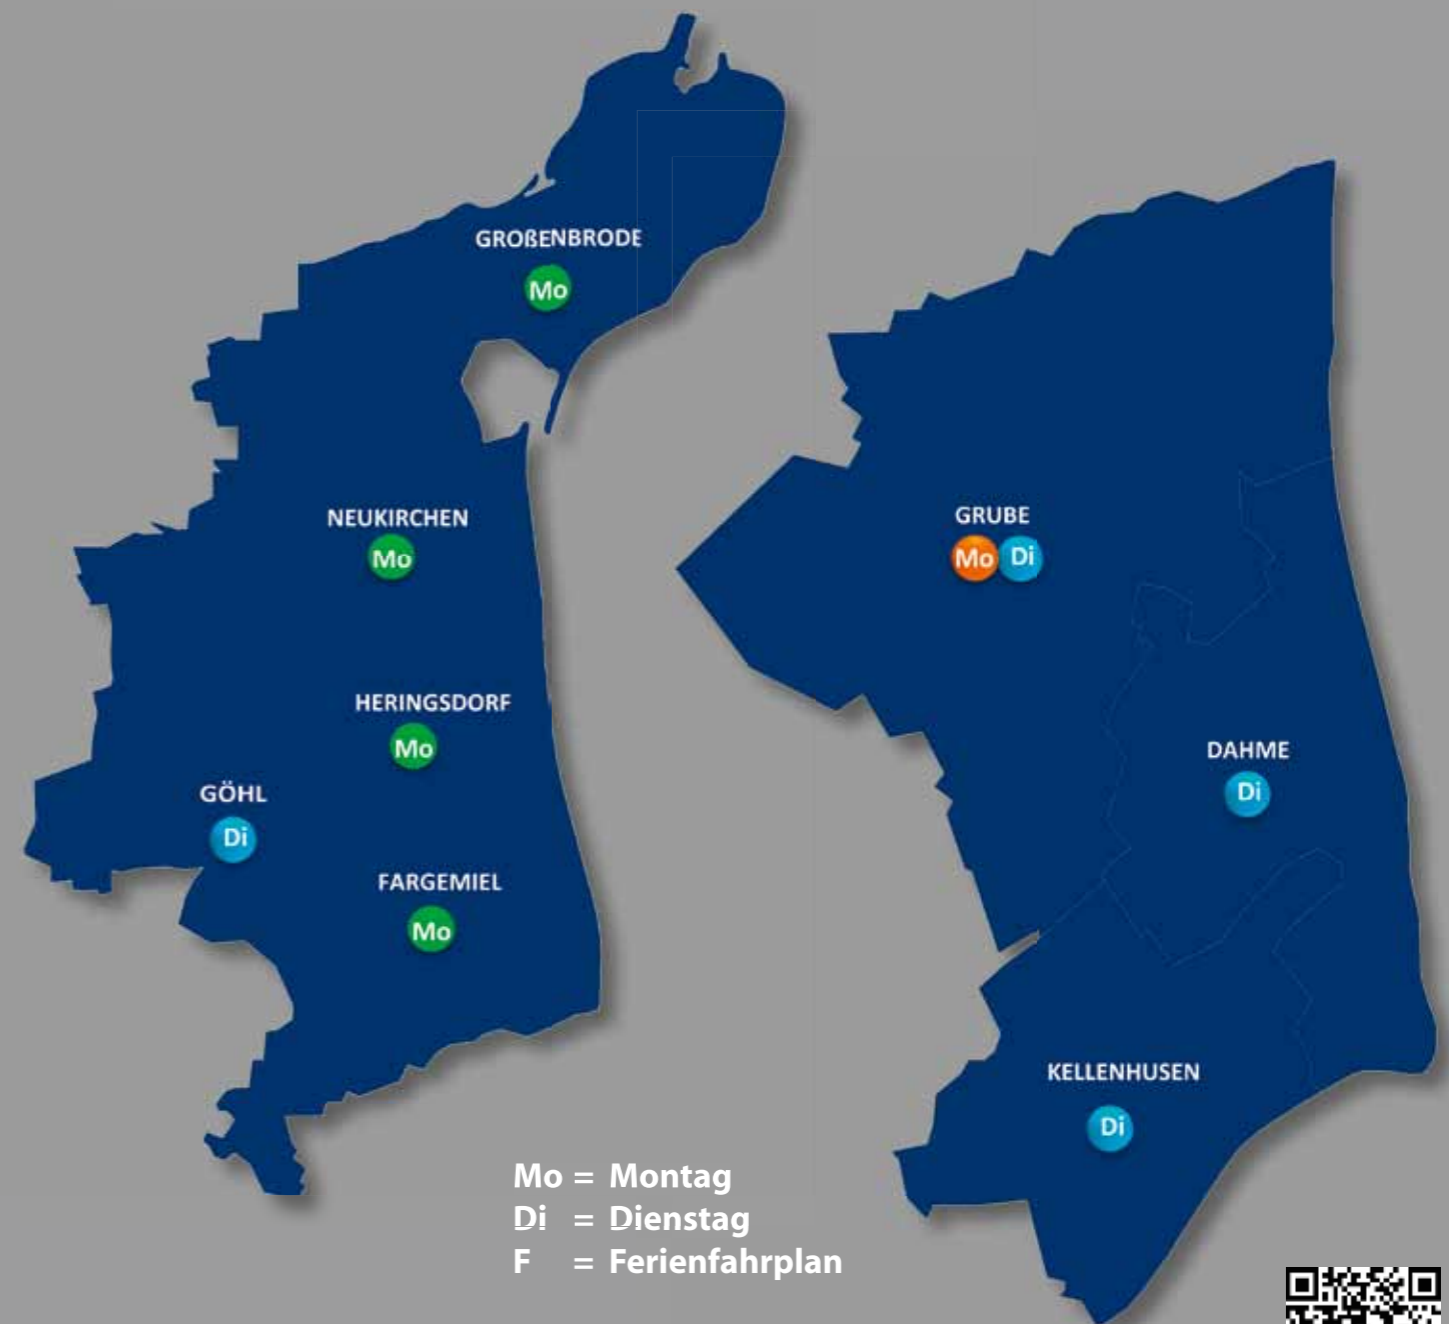 GROßENBRODE
Mo
NEUKIRCHEN
Mo
HERINGSDORF
Mo
GÖHL
Di
FARGEMIEL
Mo
GRUBE
Mo Di
DAHME
Di
KELLENHUSEN
Di
Mo = Montag
Di = Dienstag
F = Ferienfahrplan